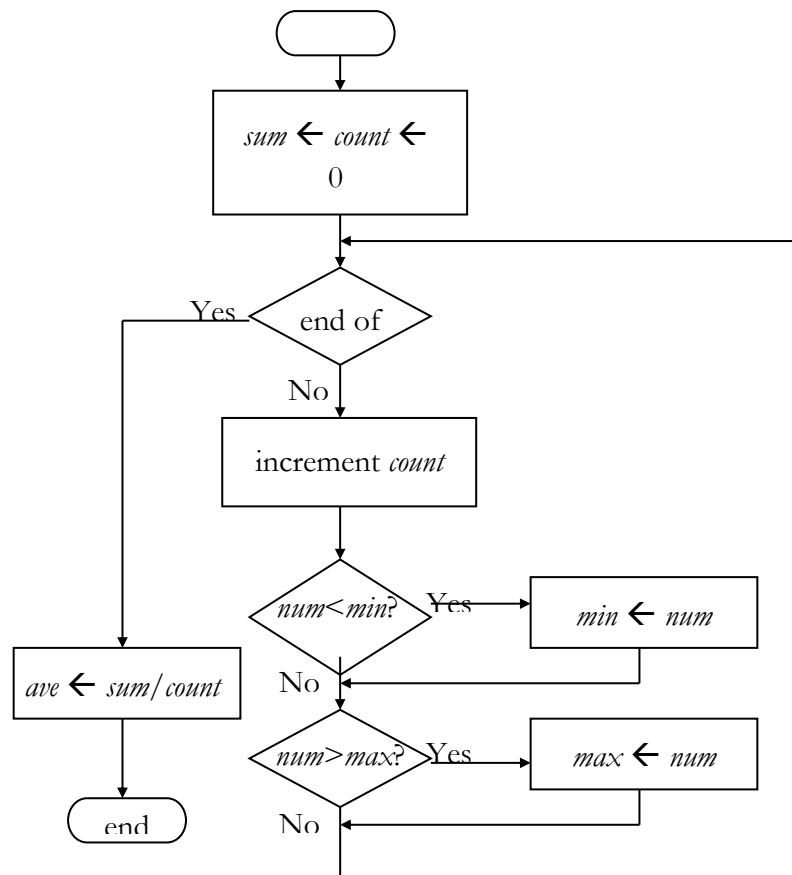 sum ← count ←
0
Yes
end of
No
increment count
num<min?
Yes
min ← num
No
ave ← sum/count
num>max?
Yes
max ← num
end
No